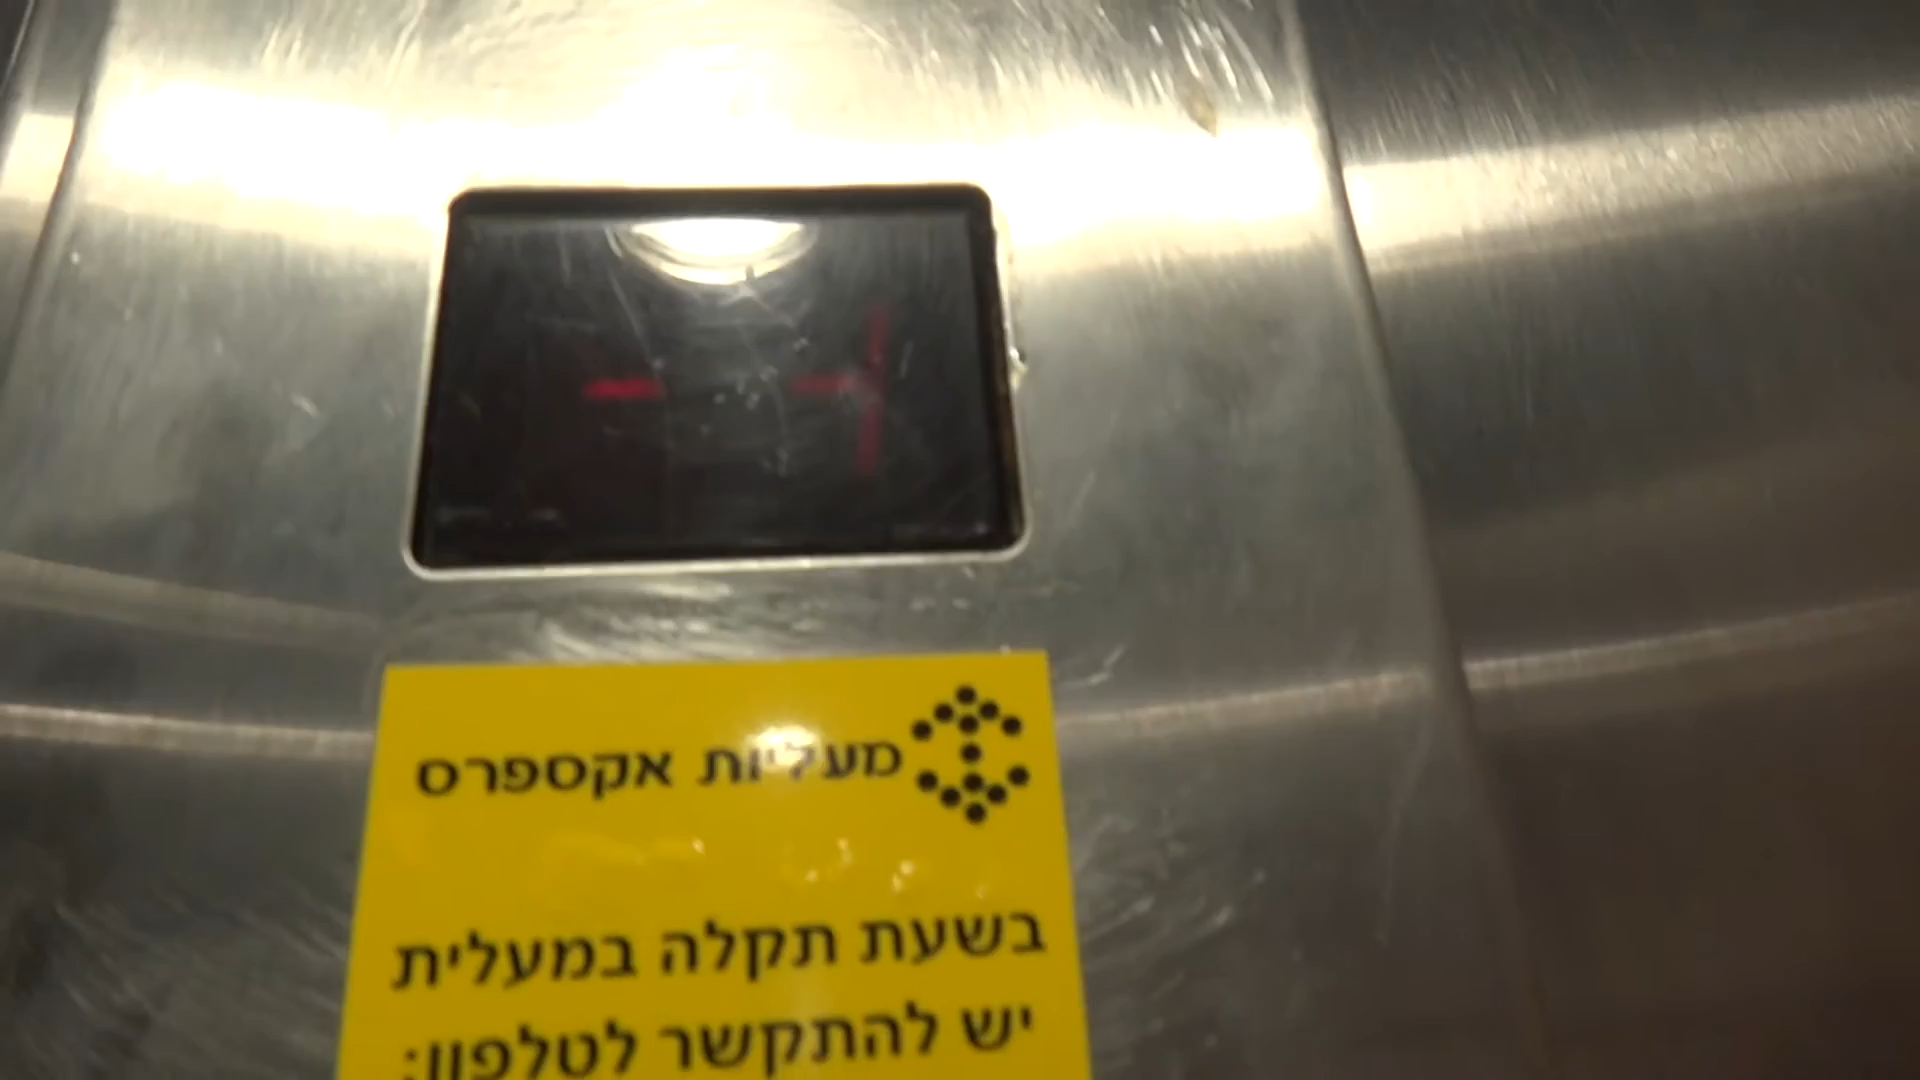 מעליות אקספרס
בשעת תקלה במעלית
יש להתקשר לטלפון: